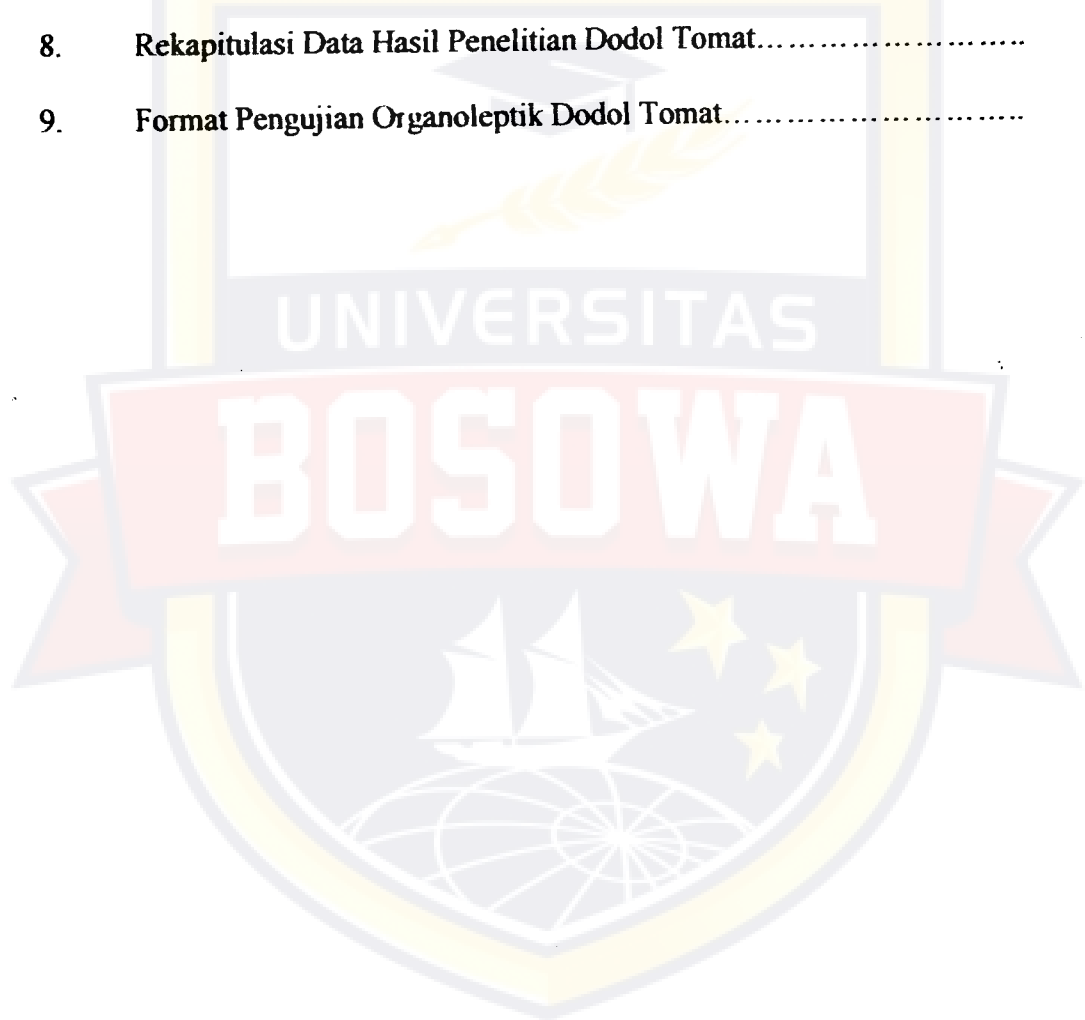 8. Rekapitulasi Data Hasil Penelitian Dodol Tomat...........................
9. Format Pengujian Organoleptik Dodol Tomat..............................
UNIVERSITAS
BOSOWA